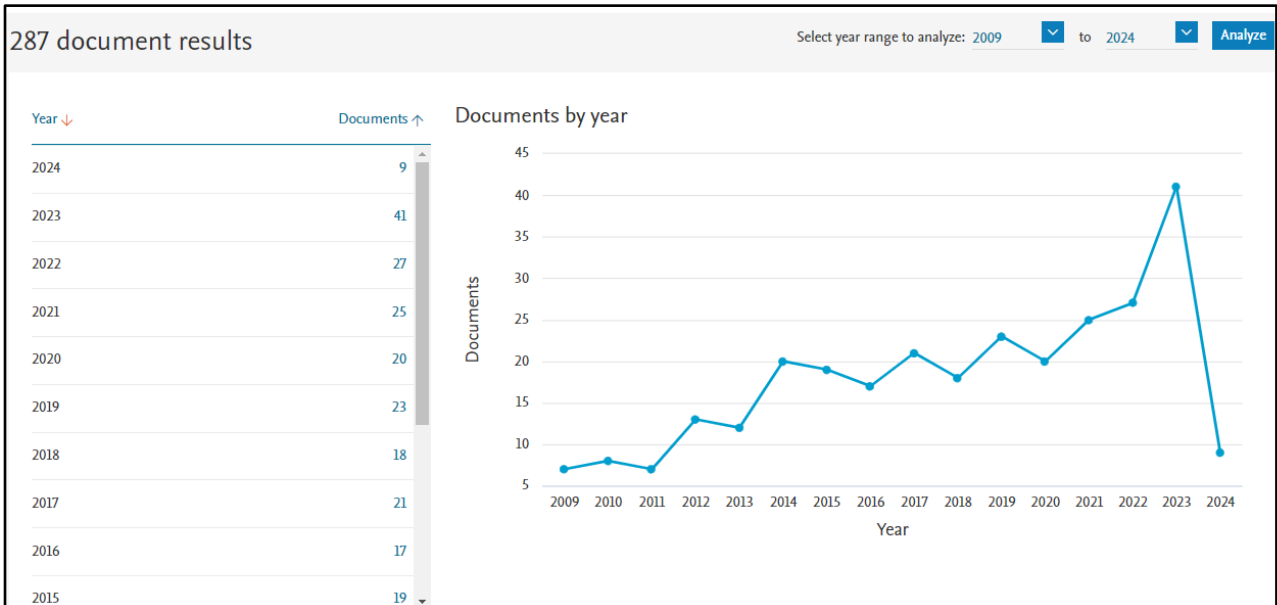 287 document results
Select year range to analyze: 2009 to 2024 Analyze
Year ↓ Documents ↑
2024 9
2023 41
2022 27
2021 25
2020 20
2019 23
2018 18
2017 21
2016 17
2015 19
Documents by year
45
40
35
30
25
20
15
10
5
Documents
2009 2010 2011 2012 2013 2014 2015 2016 2017 2018 2019 2020 2021 2022 2023 2024
Year